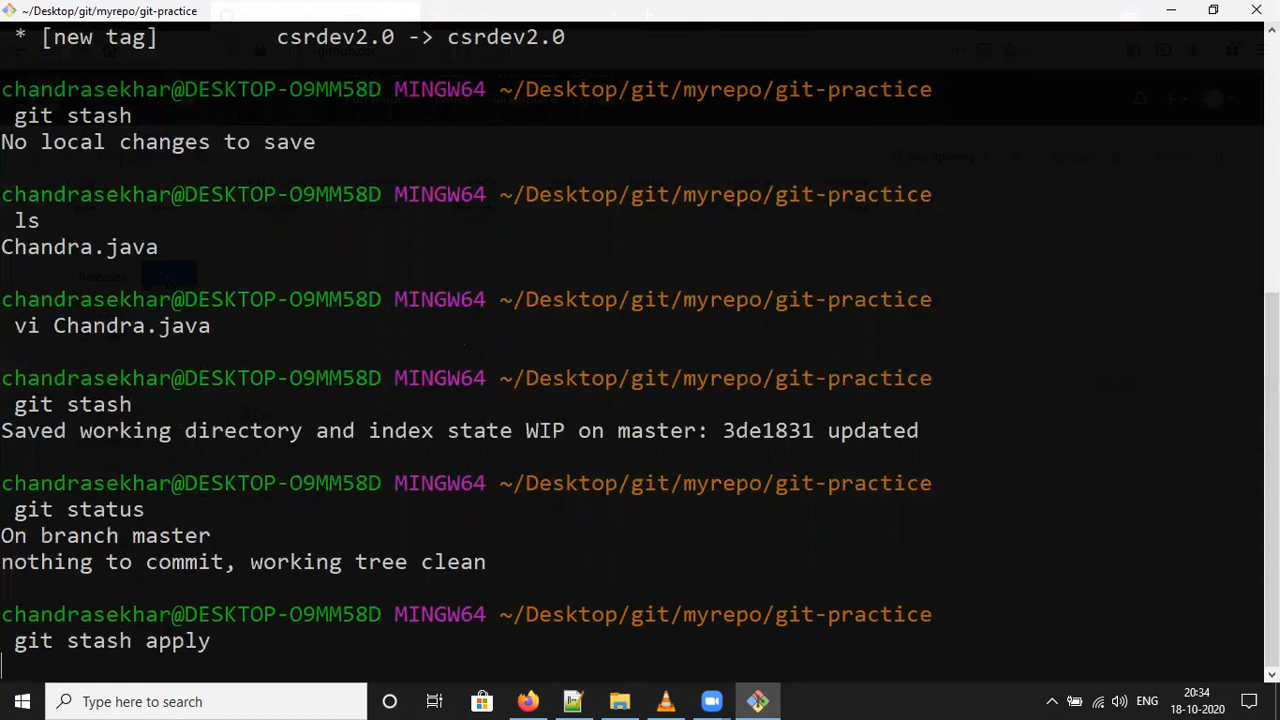 ~/Desktop/git/myrepo/git-practice
* [new tag] csrdev2.0 -> csrdev2.0
chandrasekhar@DESKTOP-O9MM58D MINGW64 ~/Desktop/git/myrepo/git-practice
git stash
No local changes to save
chandrasekhar@DESKTOP-O9MM58D MINGW64 ~/Desktop/git/myrepo/git-practice
ls
Chandra.java
Releases Tags
chandrasekhar@DESKTOP-O9MM58D MINGW64 ~/Desktop/git/myrepo/git-practice
vi Chandra.java
chandrasekhar@DESKTOP-O9MM58D MINGW64 ~/Desktop/git/myrepo/git-practice
git stash
Saved working directory and index state WIP on master: 3de1831 updated
chandrasekhar@DESKTOP-O9MM58D MINGW64 ~/Desktop/git/myrepo/git-practice
git status
On branch master
nothing to commit, working tree clean
chandrasekhar@DESKTOP-O9MM58D MINGW64 ~/Desktop/git/myrepo/git-practice
git stash apply
Type here to search
ENG
20:34
18-10-2020